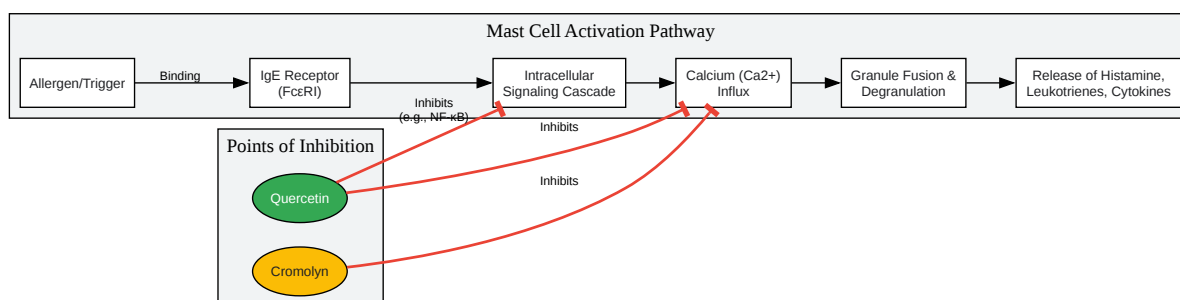 Mast Cell Activation Pathway
Allergen/Trigger
Binding
IgE Receptor
(FcεRI)
Intracellular
Signaling Cascade
Calcium (Ca2+)
Influx
Granule Fusion &
Degranulation
Release of Histamine,
Leukotrienes, Cytokines
Inhibits
(e.g., NF-κB)
Inhibits
Inhibits
Points of Inhibition
Quercetin
Cromolyn